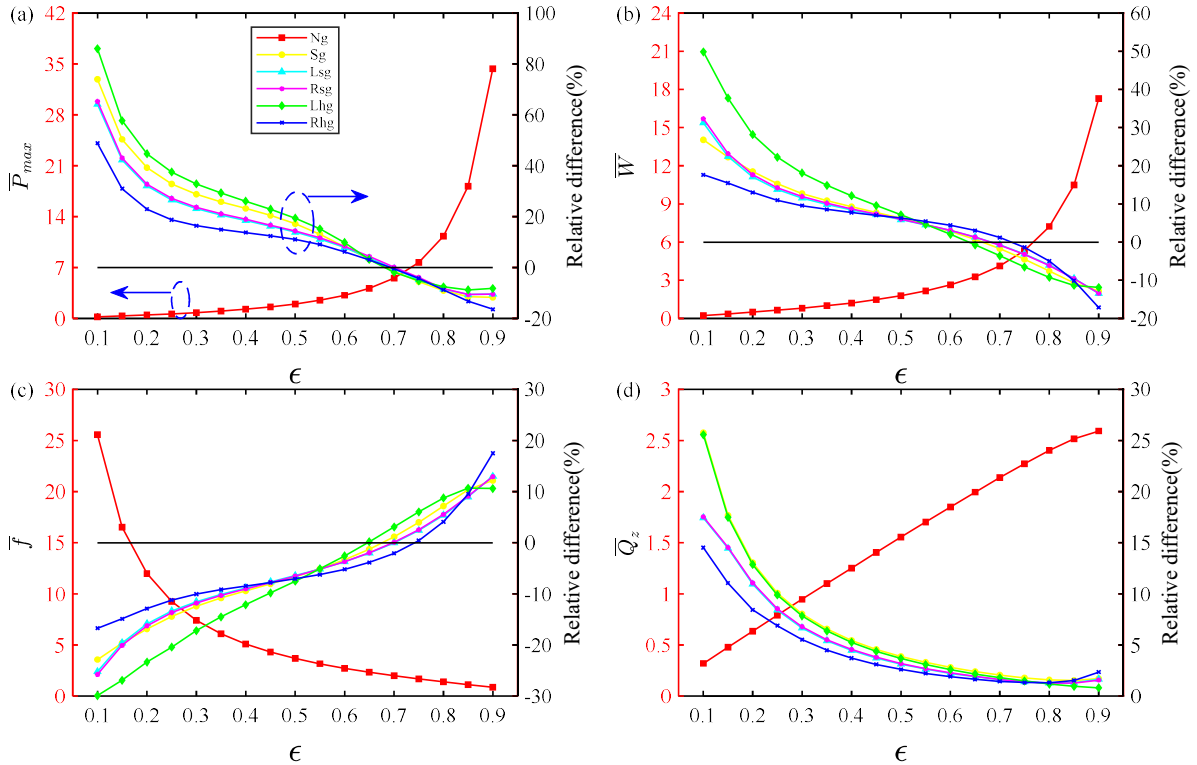 (a)
42
35
28
21
14
7
0
P̅max
100
80
60
40
20
0
-20
Relative difference(%)
Ng
Sg
Lsg
Rsg
Lhg
Rhg
0.1 0.2 0.3 0.4 0.5 0.6 0.7 0.8 0.9
ϵ
(b)
24
21
18
15
12
9
6
3
0
W̅
60
50
40
30
20
10
0
-10
-20
Relative difference(%)
0.1 0.2 0.3 0.4 0.5 0.6 0.7 0.8 0.9
ϵ
(c)
30
25
20
15
10
5
0
f̅
30
20
10
0
-10
-20
-30
Relative difference(%)
0.1 0.2 0.3 0.4 0.5 0.6 0.7 0.8 0.9
ϵ
(d)
3
2.5
2
1.5
1
0.5
0
Q̅z
30
25
20
15
10
5
0
Relative difference(%)
0.1 0.2 0.3 0.4 0.5 0.6 0.7 0.8 0.9
ϵ